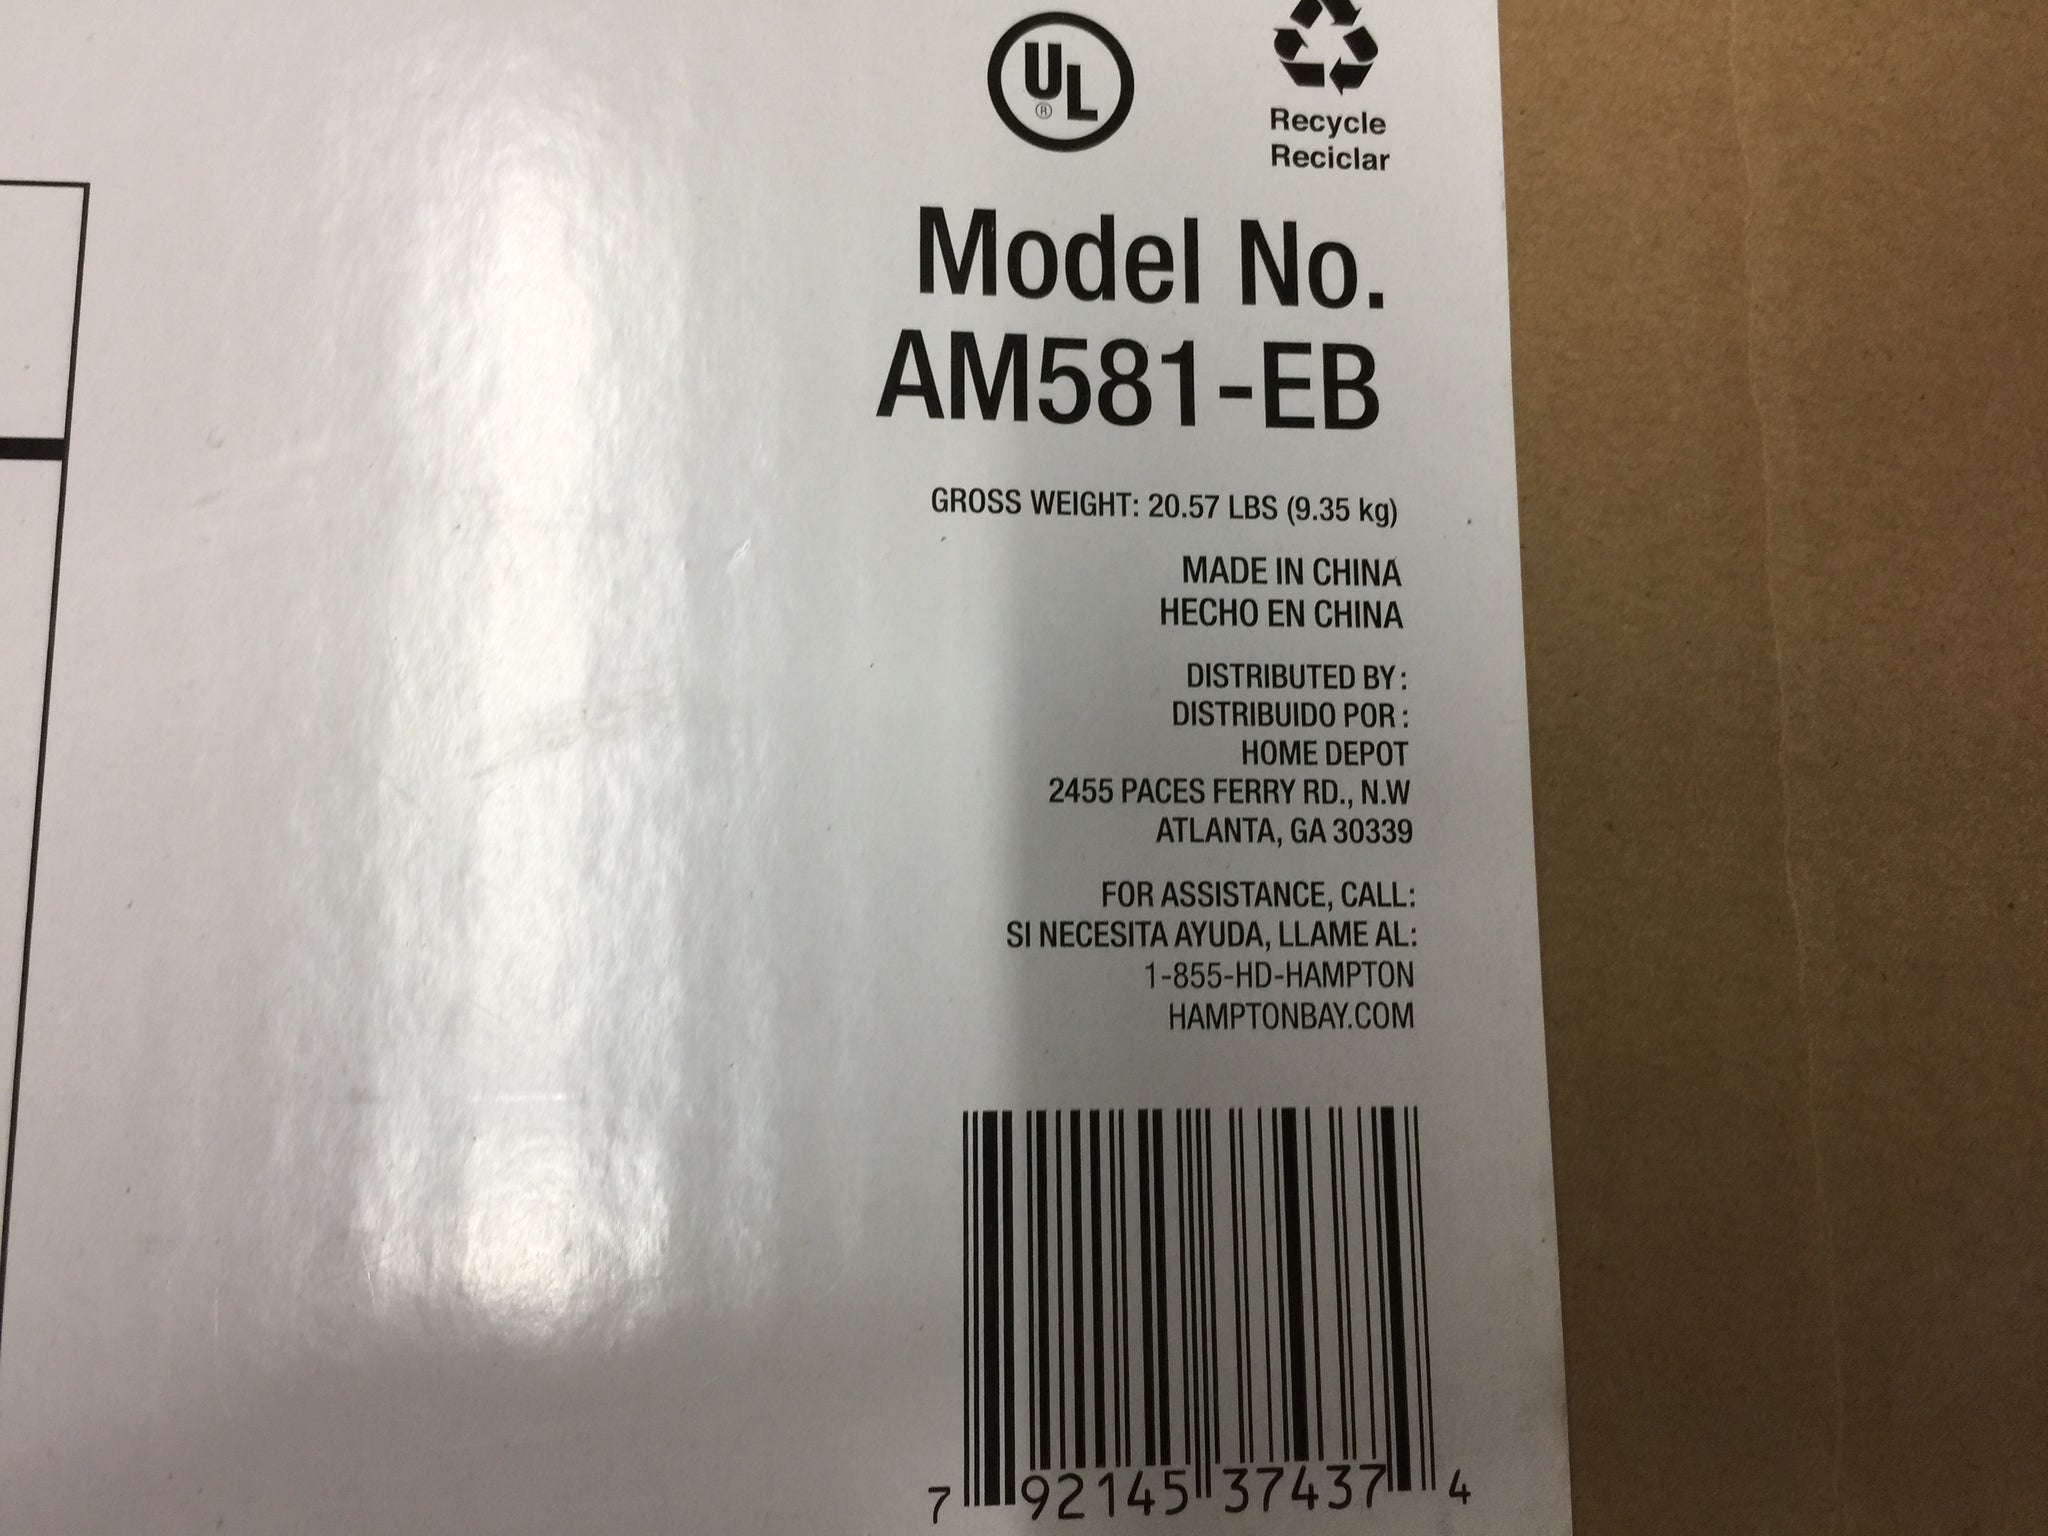 UL
®
Recycle
Reciclar
Model No.
AM581-EB
GROSS WEIGHT: 20.57 LBS (9.35 kg)
MADE IN CHINA
HECHO EN CHINA
DISTRIBUTED BY :
DISTRIBUIDO POR :
HOME DEPOT
2455 PACES FERRY RD., N.W
ATLANTA, GA 30339
FOR ASSISTANCE, CALL:
SI NECESITA AYUDA, LLAME AL:
1-855-HD-HAMPTON
HAMPTONBAY.COM
7 92145 37437 4